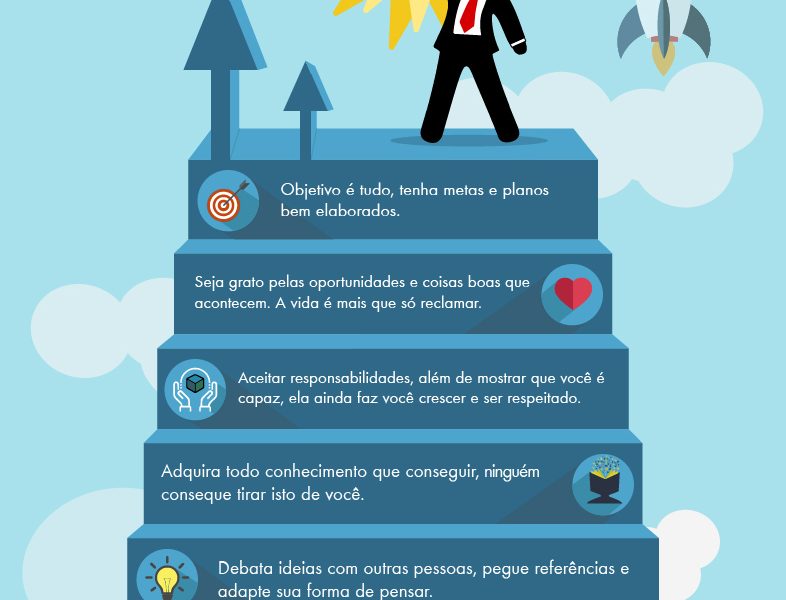 Objetivo é tudo, tenha metas e planos
bem elaborados.
Seja grato pelas oportunidades e coisas boas que
acontecem. A vida é mais que só reclamar.
Aceitar responsabilidades, além de mostrar que você é
capaz, ela ainda faz você crescer e ser respeitado.
Adquira todo conhecimento que conseguir, ninguém
conseque tirar isto de você.
Debata ideias com outras pessoas, pegue referências e
adapte sua forma de pensar.